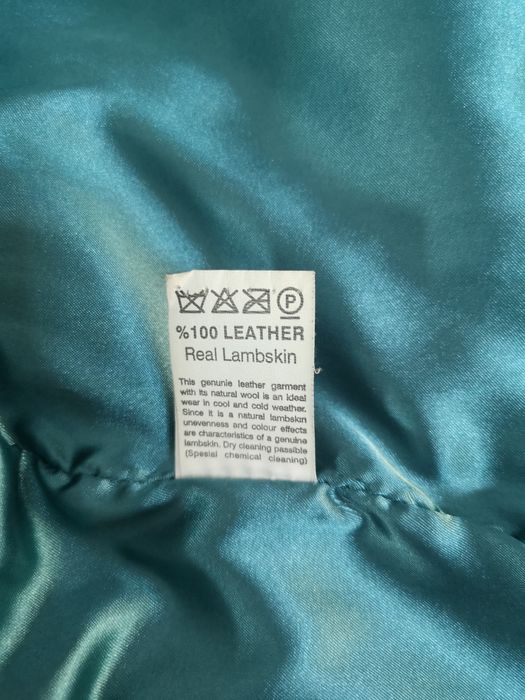 P
%100 LEATHER
Real Lambskin
This genunie leather garment
with its natural wool is an ideal
wear in cool and cold weather.
Since it is a natural lambskın
unevenness and colour effects
are characteristics of a genuine
lambskin. Dry cleaning passible
(Spesial chemical cleaning)